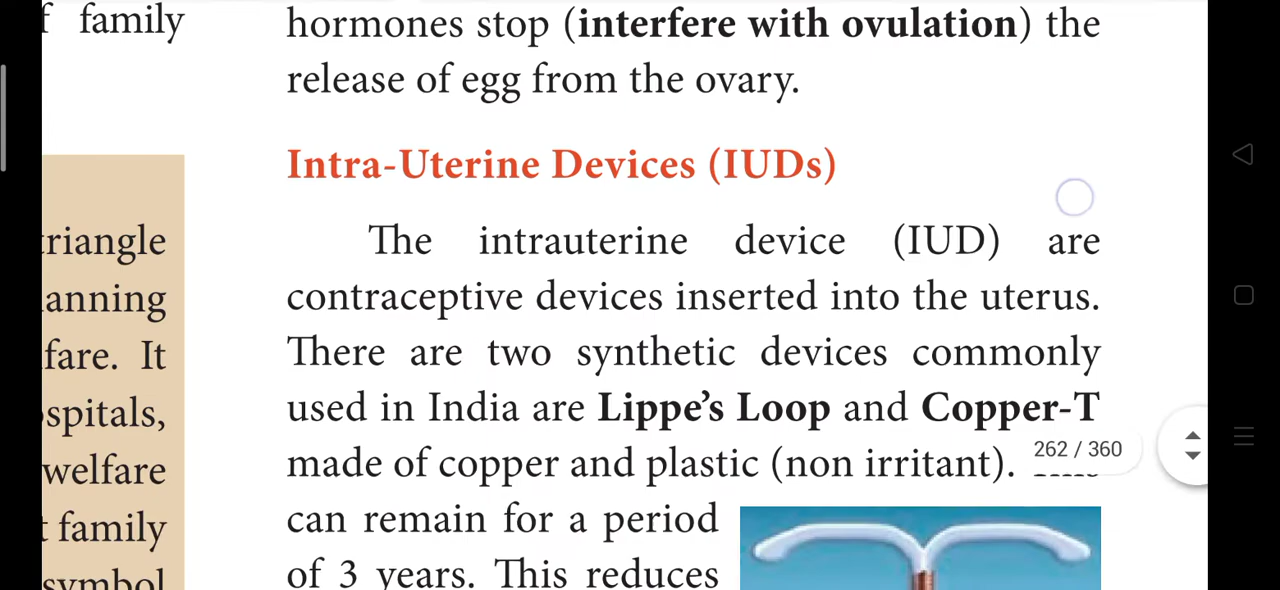 f family
riangle
lanning
fare. It
ospitals,
welfare
t family
symbol
hormones stop (interfere with ovulation) the
release of egg from the ovary.
Intra-Uterine Devices (IUDs)
The intrauterine device (IUD) are
contraceptive devices inserted into the uterus.
There are two synthetic devices commonly
used in India are Lippe's Loop and Copper-T
made of copper and plastic (non irritant).
can remain for a period
of 3 years. This reduces
262 / 360